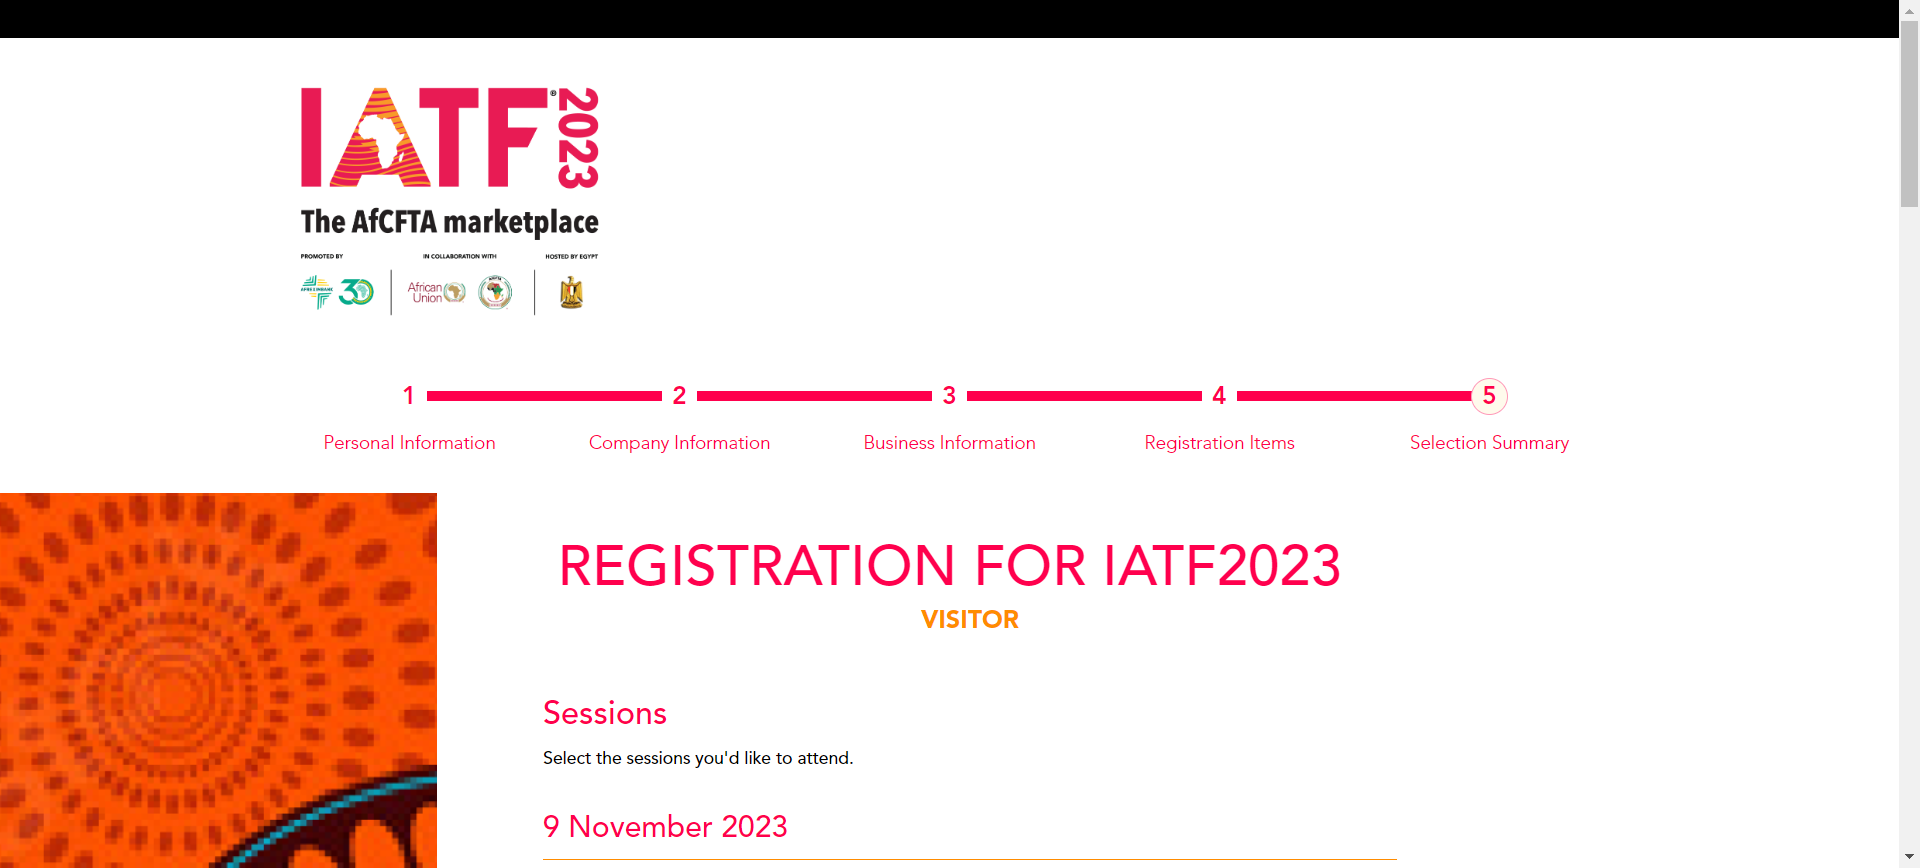 IATF® 2023
The AfCFTA marketplace
PROMOTED BY IN COLLABORATION WITH HOSTED BY EGYPT
AFREXIMBANK 30 African Union
1 2 3 4 5
Personal Information Company Information Business Information Registration Items Selection Summary
REGISTRATION FOR IATF2023
VISITOR
Sessions
Select the sessions you'd like to attend.
9 November 2023